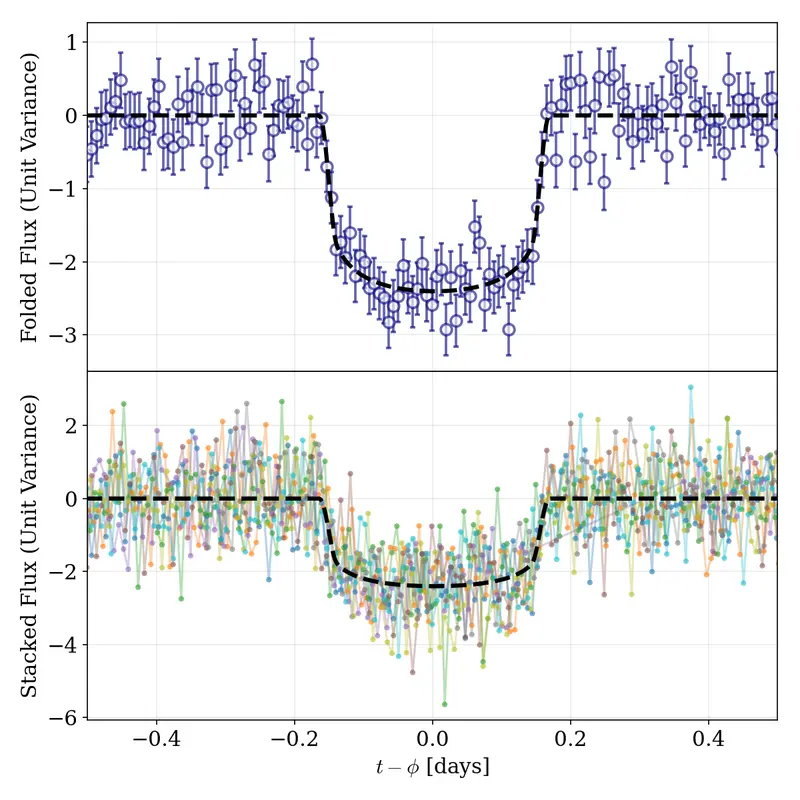 Folded Flux (Unit Variance)
1
0
−1
−2
−3
Stacked Flux (Unit Variance)
2
0
−2
−4
−6
−0.4 −0.2 0.0 0.2 0.4
t − ϕ [days]